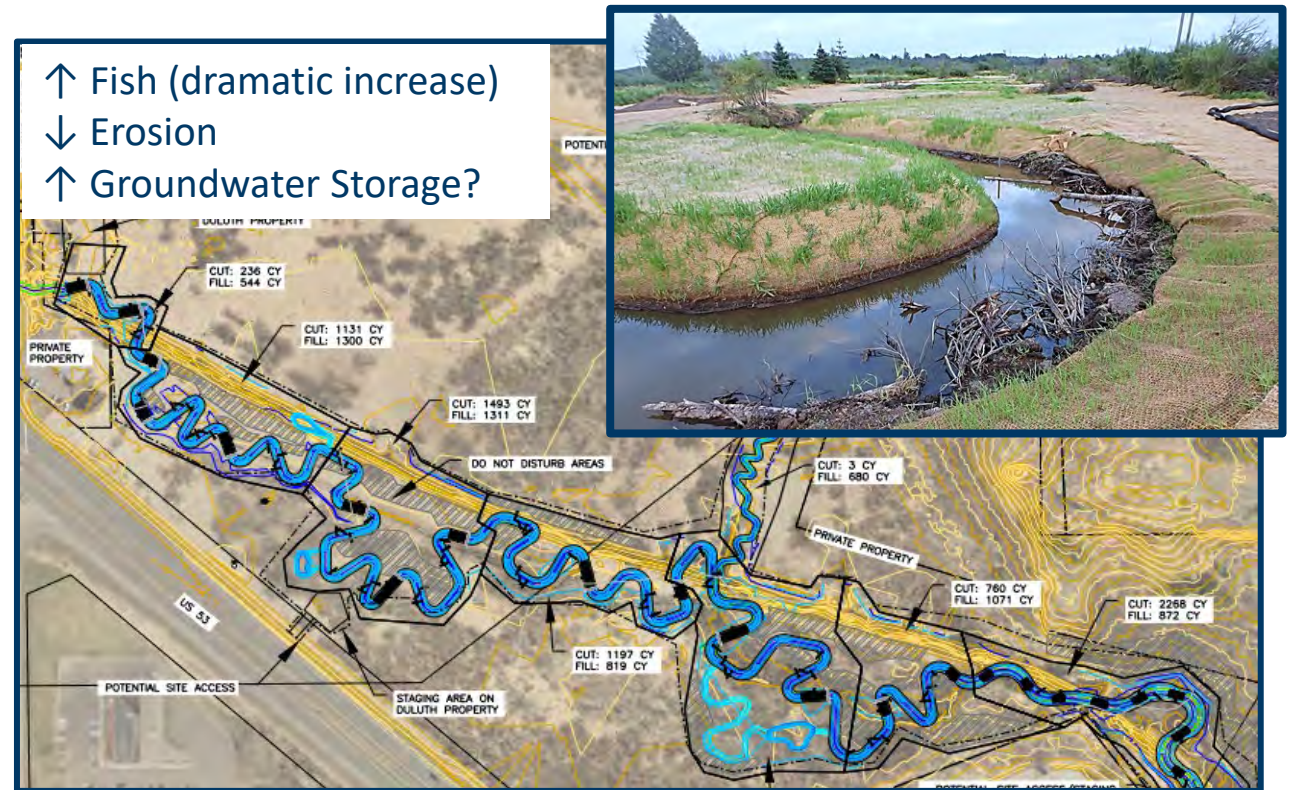 ↑ Fish (dramatic increase)
↓ Erosion
↑ Groundwater Storage?
DULUTH PROPERTY
CUT: 236 CY
FILL: 544 CY
PRIVATE
PROPERTY
CUT: 1131 CY
FILL: 1300 CY
CUT: 1493 CY
FILL: 1311 CY
DO NOT DISTURB AREAS
CUT: 3 CY
FILL: 680 CY
PRIVATE PROPERTY
CUT: 760 CY
FILL: 1071 CY
CUT: 2268 CY
FILL: 872 CY
US 53
CUT: 1197 CY
FILL: 819 CY
POTENTIAL SITE ACCESS
STAGING AREA ON
DULUTH PROPERTY
POTENTIAL SITE ACCESS/STAGING